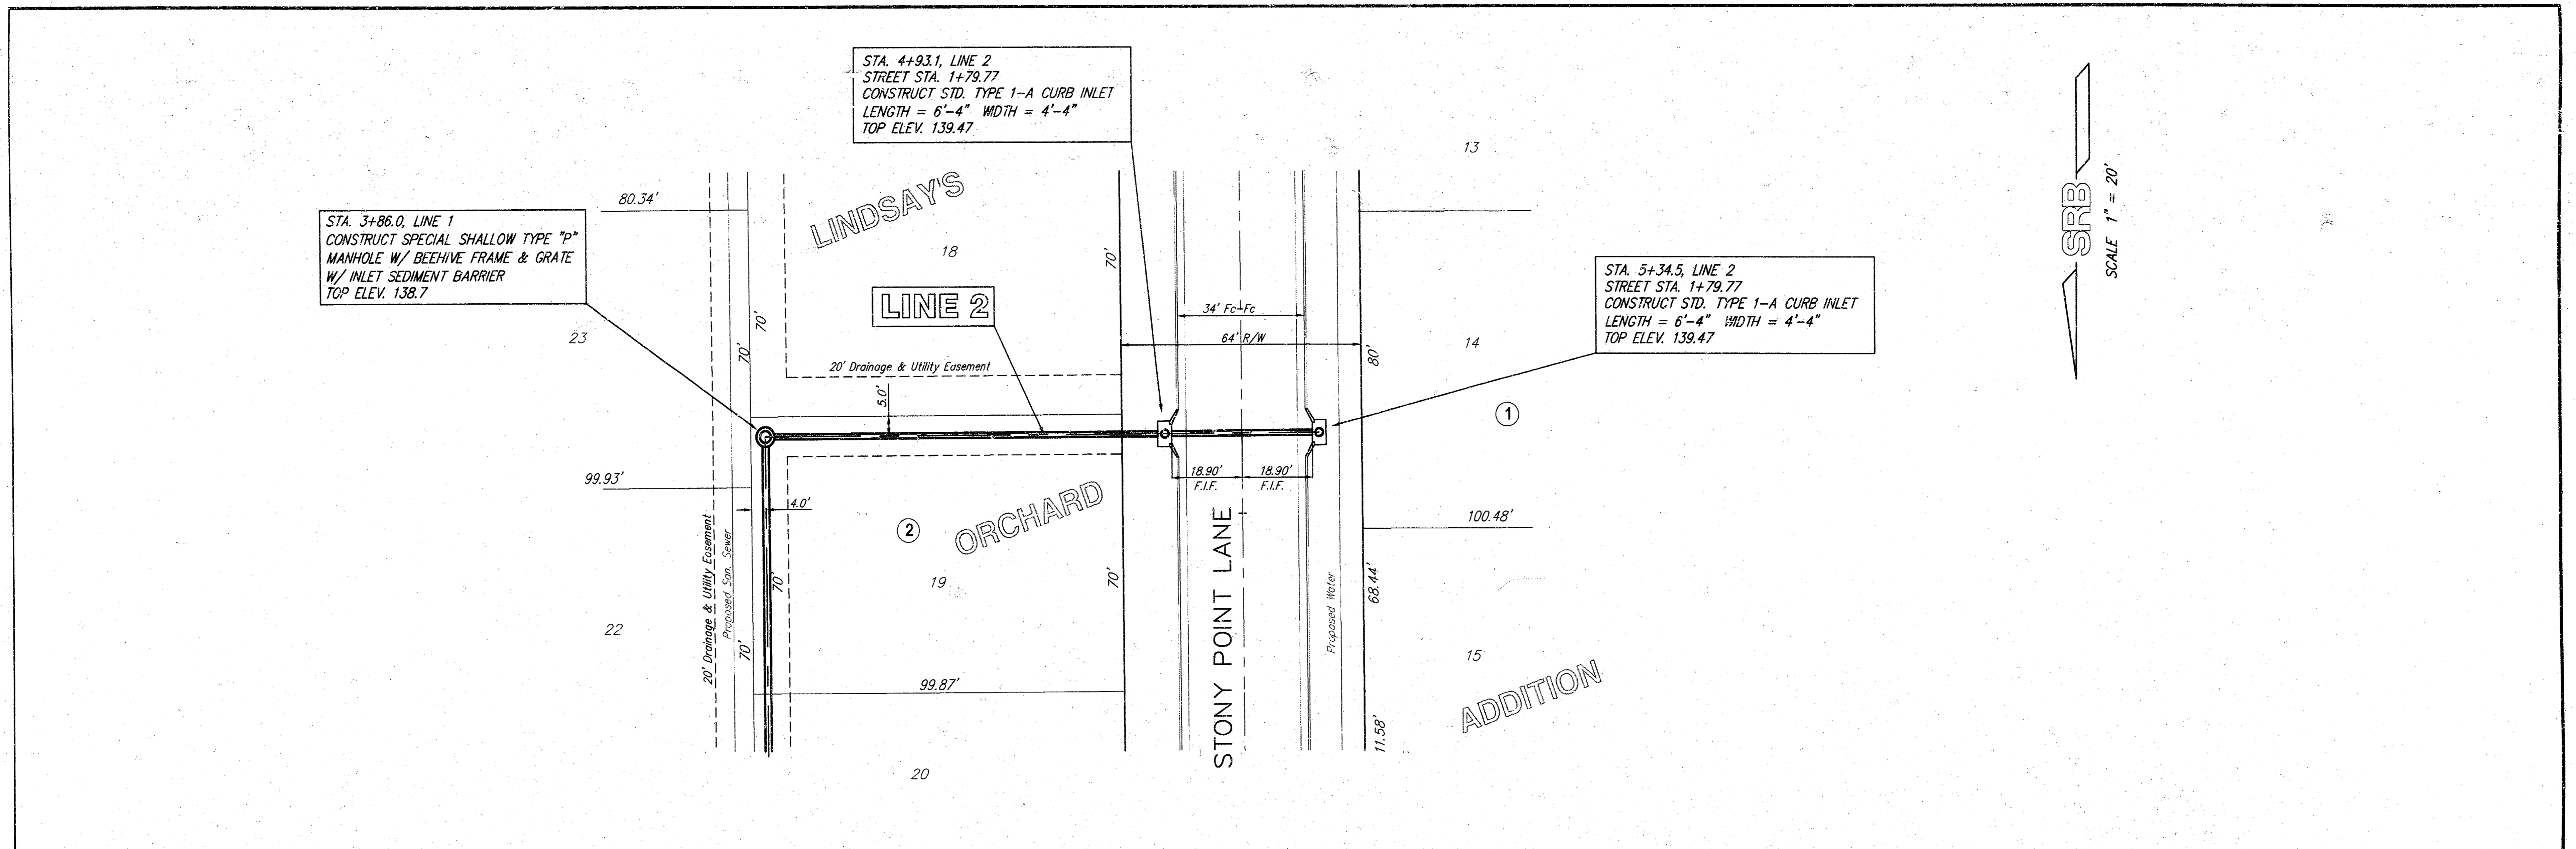 STA. 4+93.1, LINE 2
STREET STA. 1+79.77
CONSTRUCT STD. TYPE 1-A CURB INLET
LENGTH = 6'-4" WIDTH = 4'-4"
TOP ELEV. 139.47
STA. 3+86.0, LINE 1
CONSTRUCT SPECIAL SHALLOW TYPE "P"
MANHOLE W/ BEEHIVE FRAME & GRATE
W/ INLET SEDIMENT BARRIER
TOP ELEV. 138.7
STA. 5+34.5, LINE 2
STREET STA. 1+79.77
CONSTRUCT STD. TYPE 1-A CURB INLET
LENGTH = 6'-4" WIDTH = 4'-4"
TOP ELEV. 139.47
SRB
SCALE 1" = 20'
13
80.34'
LINDSAY'S
18
70'
LINE 2
34' Fc-Fc
64' R/W
23
70'
70'
14
80'
20' Drainage & Utility Easement
5.0'
1
99.93'
18.90'
18.90'
F.I.F.
F.I.F.
4.0'
2
ORCHARD
100.48'
20' Drainage & Utility Easement
Proposed San. Sewer
70'
70'
19
70'
STONY POINT LANE
Proposed Water
68.44'
22
15
99.87'
ADDITION
11.58'
20